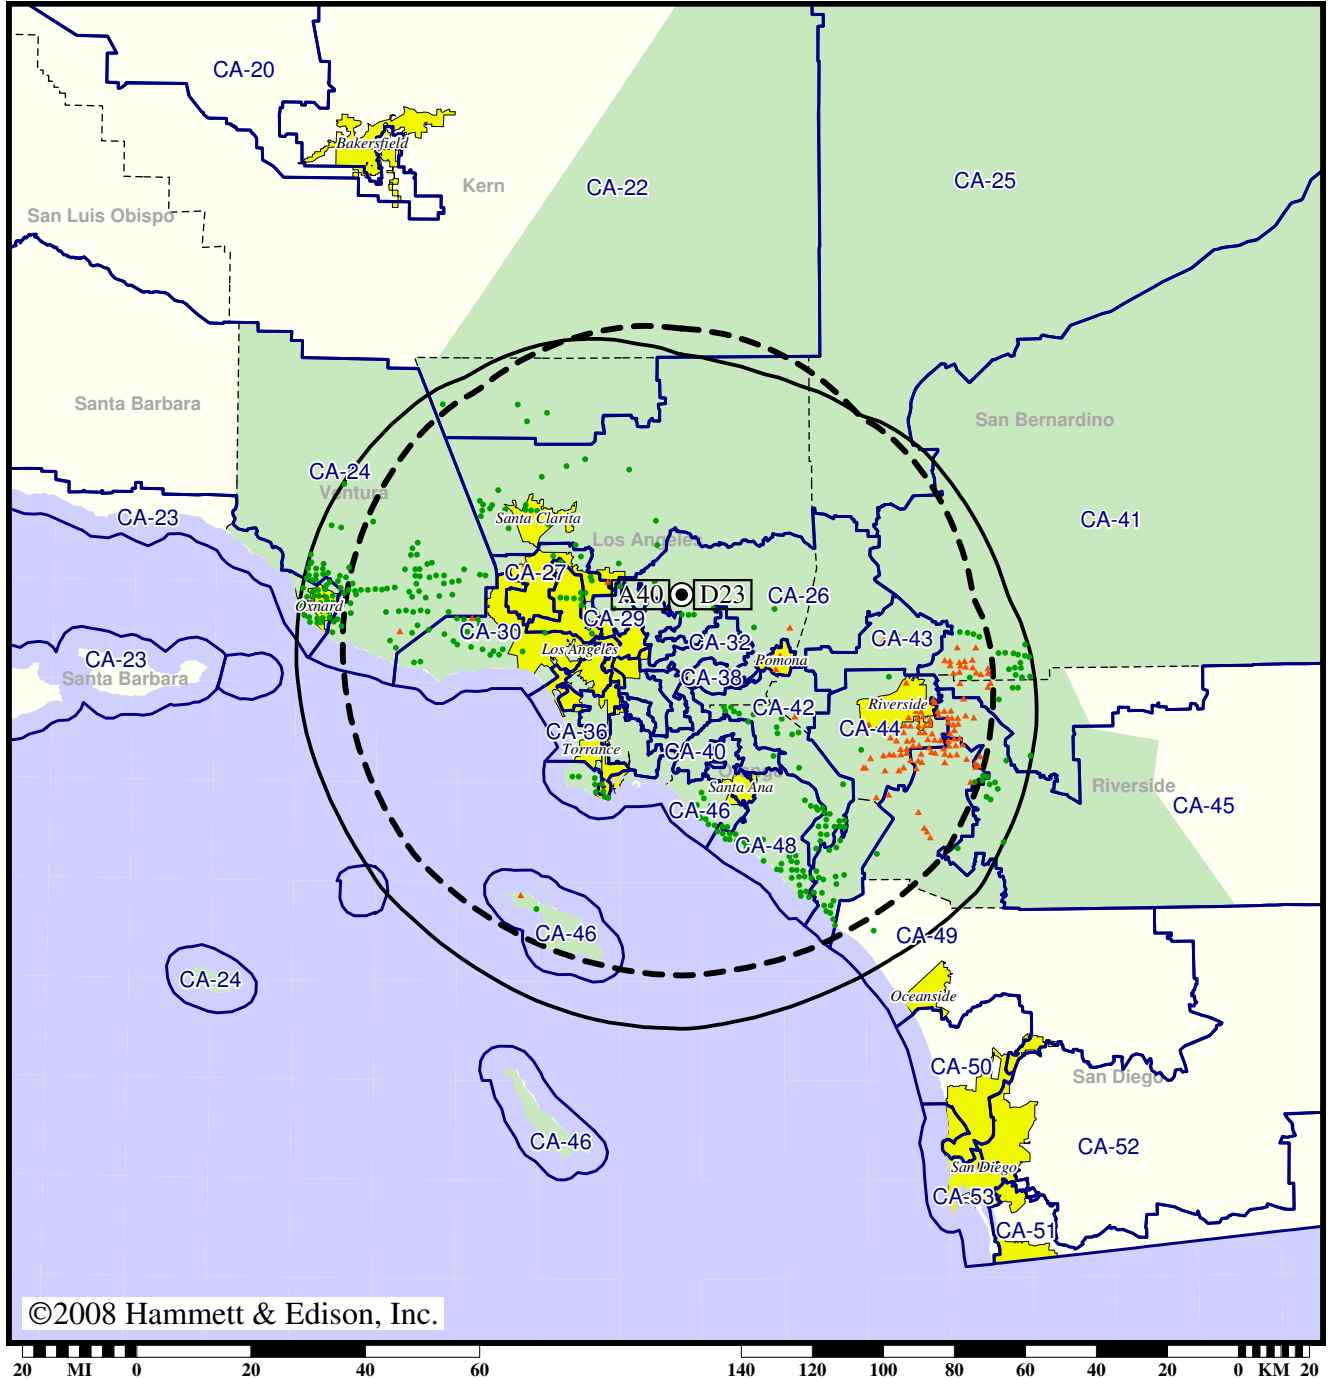 CA-20
Bakersfield
Kern
CA-22
CA-25
San Luis Obispo
Santa Barbara
San Bernardino
CA-24
Ventura
CA-23
Santa Clarita
Los Angeles
CA-41
CA-27
A40
D23
CA-26
Oxnard
CA-29
CA-30
CA-32
CA-43
Los Angeles
Pomona
CA-23
Santa Barbara
CA-38
CA-42
Riverside
CA-44
CA-36
Torrance
CA-40
Orange
Santa Ana
Riverside
CA-45
CA-46
CA-48
CA-46
CA-49
CA-24
Oceanside
CA-50
San Diego
CA-46
CA-52
San Diego
CA-53
CA-51
©2008 Hammett & Edison, Inc.
20 MI 0 20 40 60 140 120 100 80 60 40 20 0 KM 20